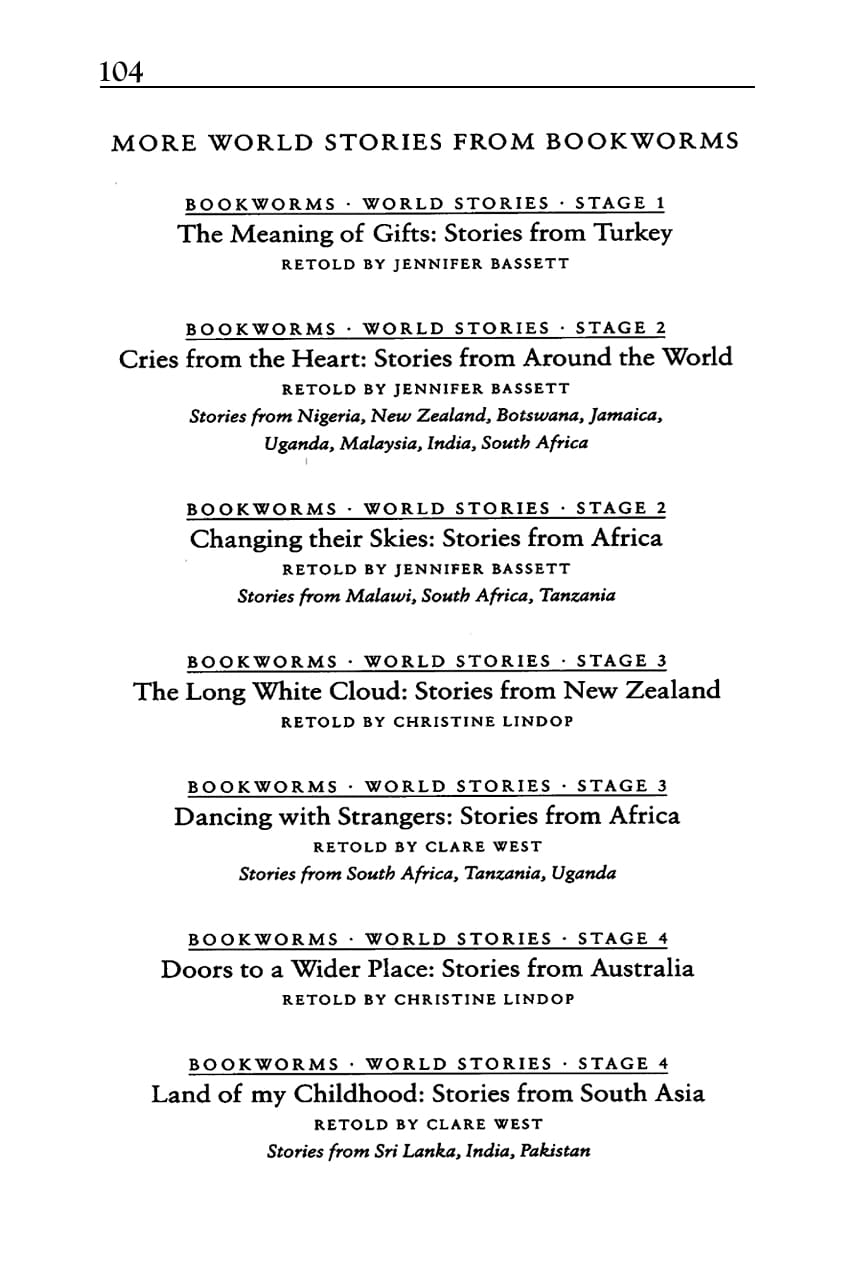 104
MORE WORLD STORIES FROM BOOKWORMS
BOOKWORMS · WORLD STORIES · STAGE 1
The Meaning of Gifts: Stories from Turkey
RETOLD BY JENNIFER BASSETT
BOOKWORMS · WORLD STORIES · STAGE 2
Cries from the Heart: Stories from Around the World
RETOLD BY JENNIFER BASSETT
Stories from Nigeria, New Zealand, Botswana, Jamaica,
Uganda, Malaysia, India, South Africa
BOOKWORMS · WORLD STORIES · STAGE 2
Changing their Skies: Stories from Africa
RETOLD BY JENNIFER BASSETT
Stories from Malawi, South Africa, Tanzania
BOOKWORMS · WORLD STORIES · STAGE 3
The Long White Cloud: Stories from New Zealand
RETOLD BY CHRISTINE LINDOP
BOOKWORMS · WORLD STORIES · STAGE 3
Dancing with Strangers: Stories from Africa
RETOLD BY CLARE WEST
Stories from South Africa, Tanzania, Uganda
BOOKWORMS · WORLD STORIES · STAGE 4
Doors to a Wider Place: Stories from Australia
RETOLD BY CHRISTINE LINDOP
BOOKWORMS · WORLD STORIES · STAGE 4
Land of my Childhood: Stories from South Asia
RETOLD BY CLARE WEST
Stories from Sri Lanka, India, Pakistan